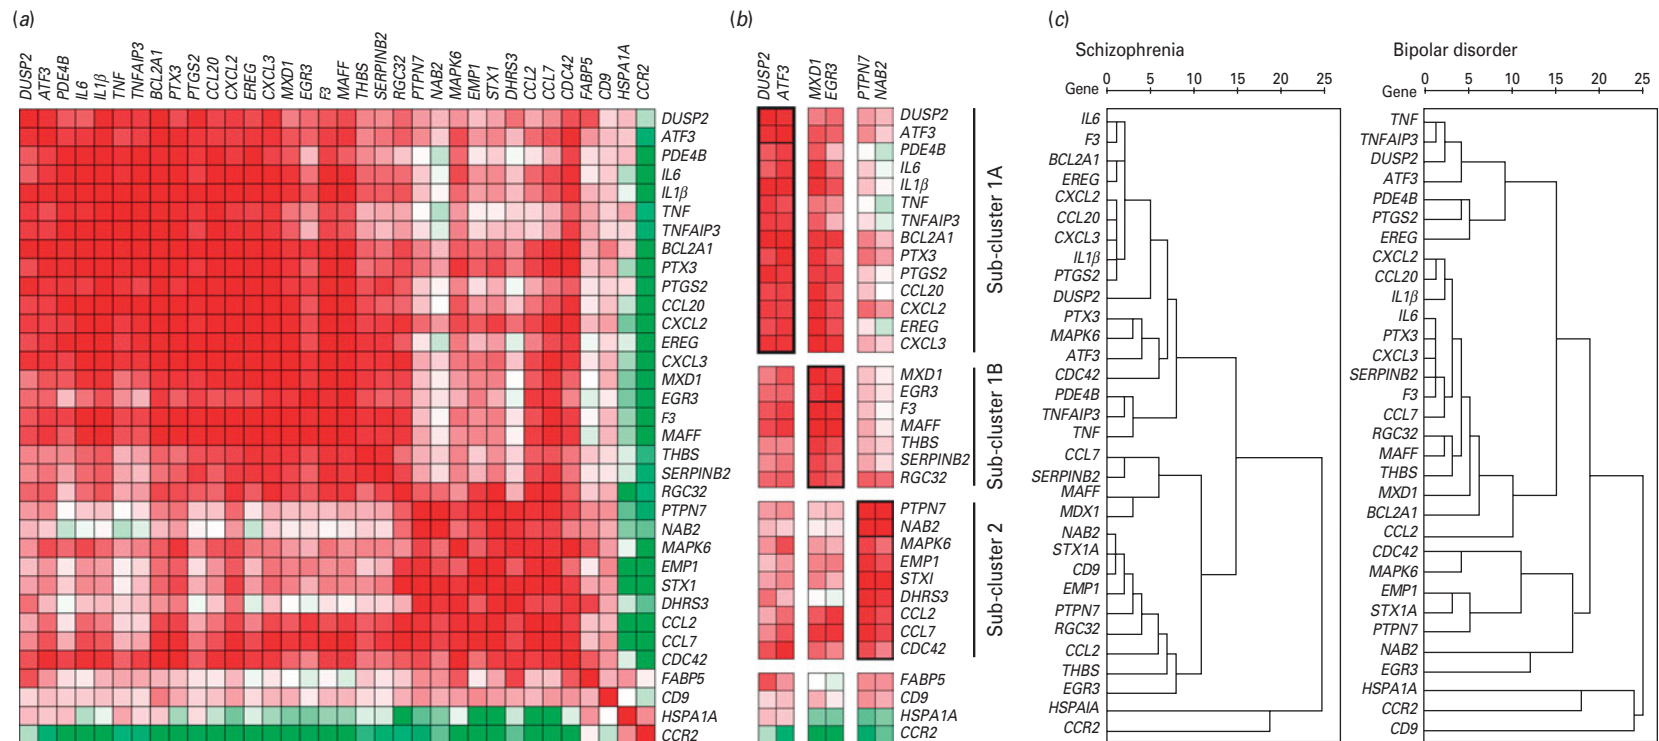 (a)
DUSP2 ATF3 PDE4B IL6 IL1β TNF TNFAIP3 BCL2A1 PTX3 PTGS2 CCL20 CXCL2 EREG CXCL3 MXD1 EGR3 F3 MAFF THBS SERPINB2 RGC32 PTPN7 NAB2 MAPK6 EMP1 STX1 DHRS3 CCL2 CCL7 CDC42 FABP5 CD9 HSPA1A CCR2
DUSP2
ATF3
PDE4B
IL6
IL1β
TNF
TNFAIP3
BCL2A1
PTX3
PTGS2
CCL20
CXCL2
EREG
CXCL3
MXD1
EGR3
F3
MAFF
THBS
SERPINB2
RGC32
PTPN7
NAB2
MAPK6
EMP1
STX1
DHRS3
CCL2
CCL7
CDC42
FABP5
CD9
HSPA1A
CCR2
(b)
DUSP2 ATF3 MXD1 EGR3 PTPN7 NAB2
DUSP2
ATF3
PDE4B
IL6
IL1β
TNF
TNFAIP3
BCL2A1
PTX3
PTGS2
CCL20
CXCL2
EREG
CXCL3
Sub-cluster 1A
MXD1
EGR3
F3
MAFF
THBS
SERPINB2
RGC32
Sub-cluster 1B
PTPN7
NAB2
MAPK6
EMP1
STXI
DHRS3
CCL2
CCL7
CDC42
Sub-cluster 2
FABP5
CD9
HSPA1A
CCR2
(c)
Schizophrenia
0 5 10 15 20 25
Gene
IL6
F3
BCL2A1
EREG
CXCL2
CCL20
CXCL3
IL1β
PTGS2
DUSP2
PTX3
MAPK6
ATF3
CDC42
PDE4B
TNFAIP3
TNF
CCL7
SERPINB2
MAFF
MDX1
NAB2
STX1A
CD9
EMP1
PTPN7
RGC32
CCL2
THBS
EGR3
HSPAIA
CCR2
Bipolar disorder
0 5 10 15 20 25
Gene
TNF
TNFAIP3
DUSP2
ATF3
PDE4B
PTGS2
EREG
CXCL2
CCL20
IL1β
IL6
PTX3
CXCL3
SERPINB2
F3
CCL7
RGC32
MAFF
THBS
MXD1
BCL2A1
CCL2
CDC42
MAPK6
EMP1
STX1A
PTPN7
NAB2
EGR3
HSPA1A
CCR2
CD9